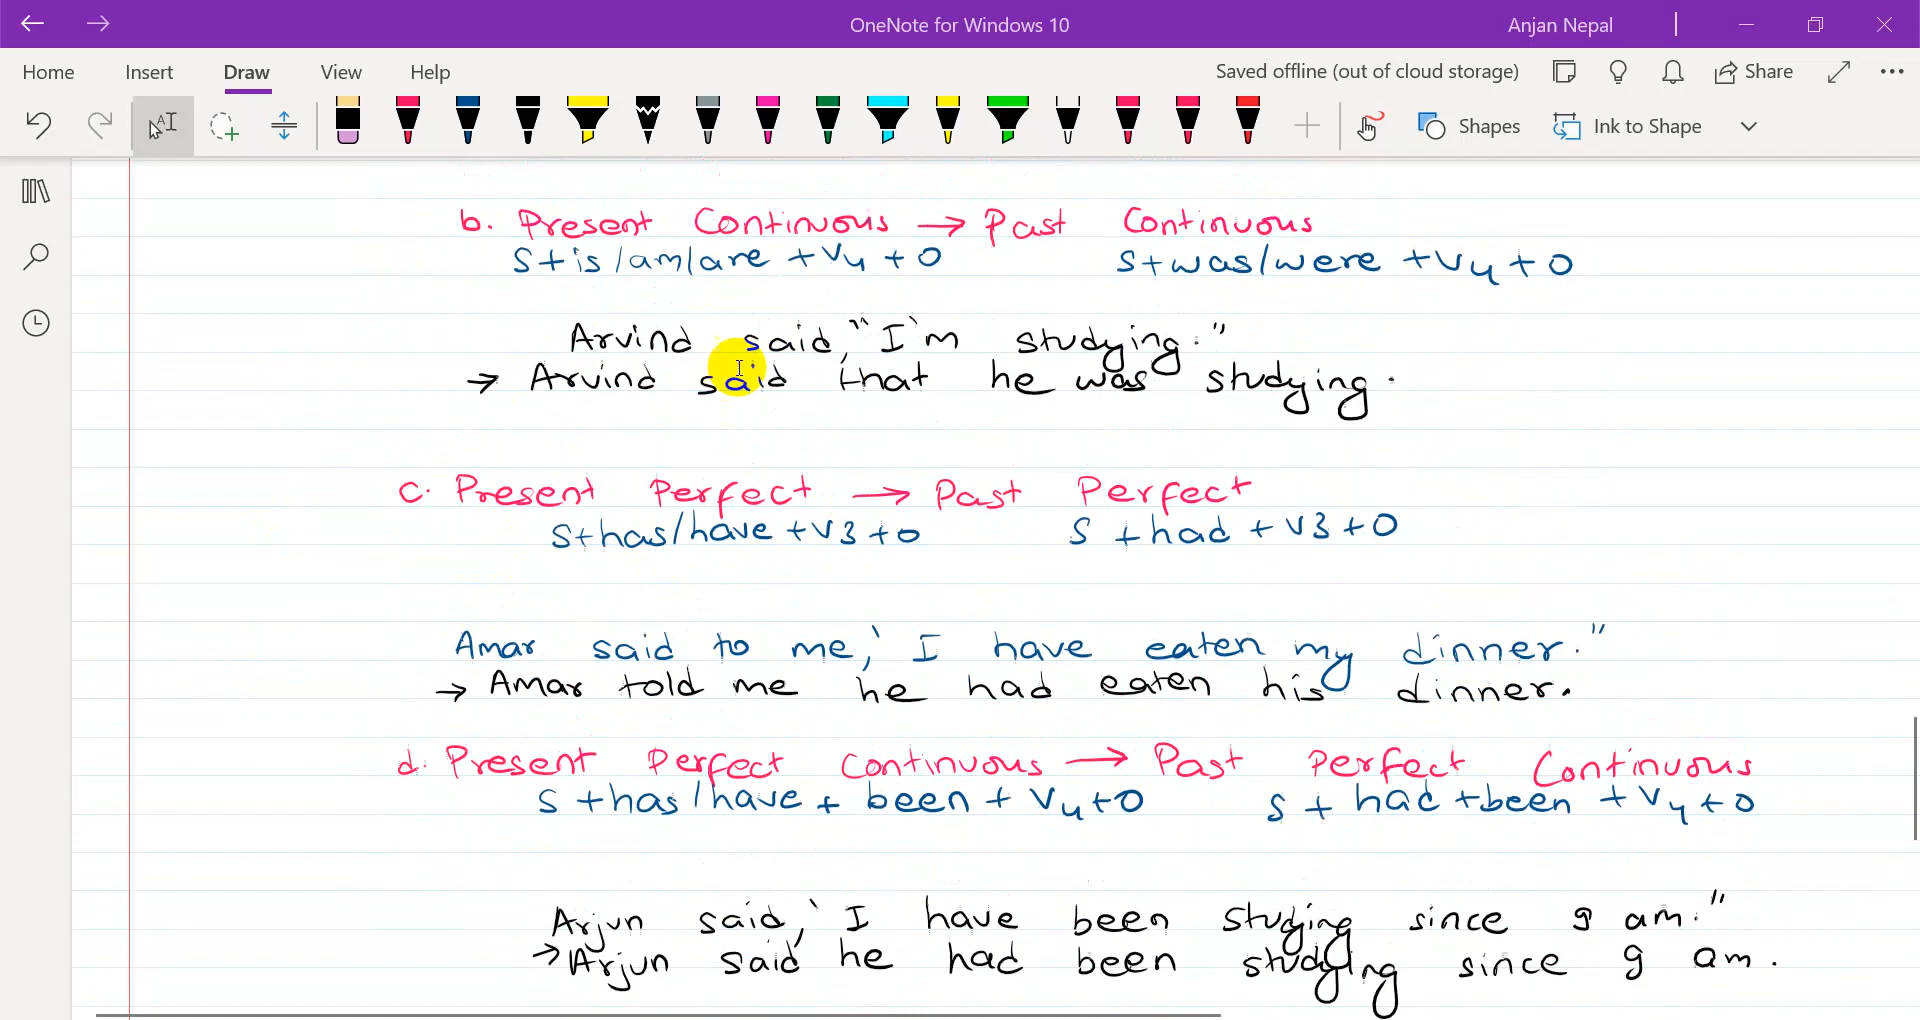 OneNote for Windows 10
Anjan Nepal
Home Insert Draw View Help
Saved offline (out of cloud storage)
Share
Shapes
Ink to Shape
b. Present Continuous → Past Continuous
S+is/am/are +V4+O S+was/were +V4+O
Arvind said, "I'm studying."
→ Arvind said that he was studying.
c. Present Perfect → Past Perfect
S+has/have +V3+O S +had +V3+O
Amar said to me, ' I have eaten my dinner."
→ Amar told me he had eaten his dinner.
d. Present Perfect Continuous → Past Perfect Continuous
S +has/have + been + V4+O S + had +been +V4+O
Arjun said, ' I have been studing since 9 am."
→ Arjun said he had been studying since 9 am.